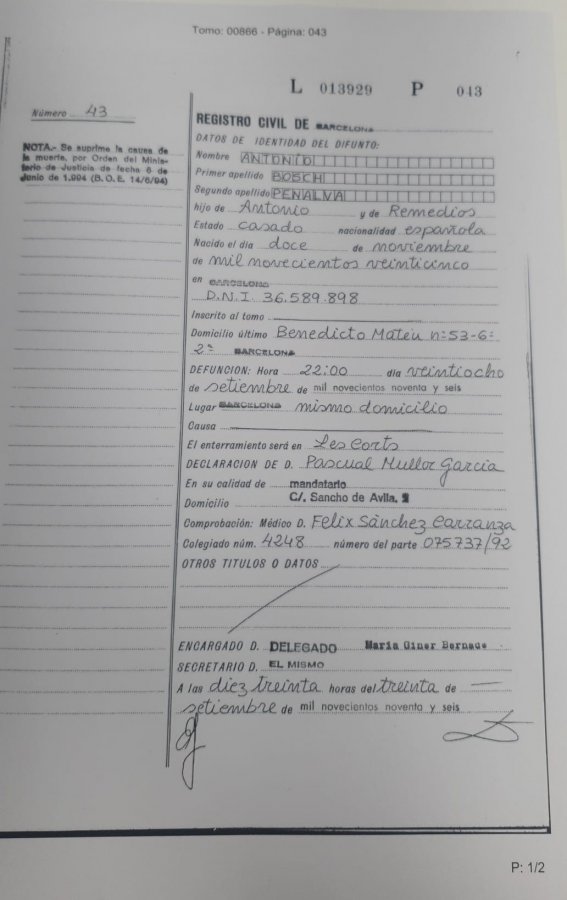 Tomo: 00866 - Página: 043
L 013929 P 043
Número 43
NOTA.- Se suprime la causa de
la muerte, por Orden del Minis-
terio de Justicia de fecha 6 de
Junio de 1.994 (B. O. E. 14/6/94)
REGISTRO CIVIL DE BARCELONA
DATOS DE IDENTIDAD DEL DIFUNTO:
Nombre ANTONIO
Primer apellido BOSCH
Segundo apellido PENALVA
hijo de Antonio y de Remedios
Estado casado nacionalidad española
Nacido el día doce de noviembre
de mil novecientos veinticinco
en BARCELONA
D.N.I. 36.589.898
Inscrito al tomo
Domicilio último Benedicto Mateu nº 53-6º
2ª BARCELONA
DEFUNCION: Hora 22:00 día veintiocho
de setiembre de mil novecientos noventa y seis
Lugar BARCELONA mismo domicilio
Causa
El enterramiento será en Les Corts
DECLARACION DE D. Pascual Mullor Garcia
En su calidad de mandatario
Domicilio C/. Sancho de Avila, 2
Comprobación: Médico D. Felix Sánchez Carranza
Colegiado núm. 4248 número del parte 075737/92
OTROS TITULOS O DATOS
ENCARGADO D. DELEGADO Maria Giner Bernade
SECRETARIO D. EL MISMO
A las diez treinta horas del treinta de
setiembre de mil novecientos noventa y seis
P: 1/2